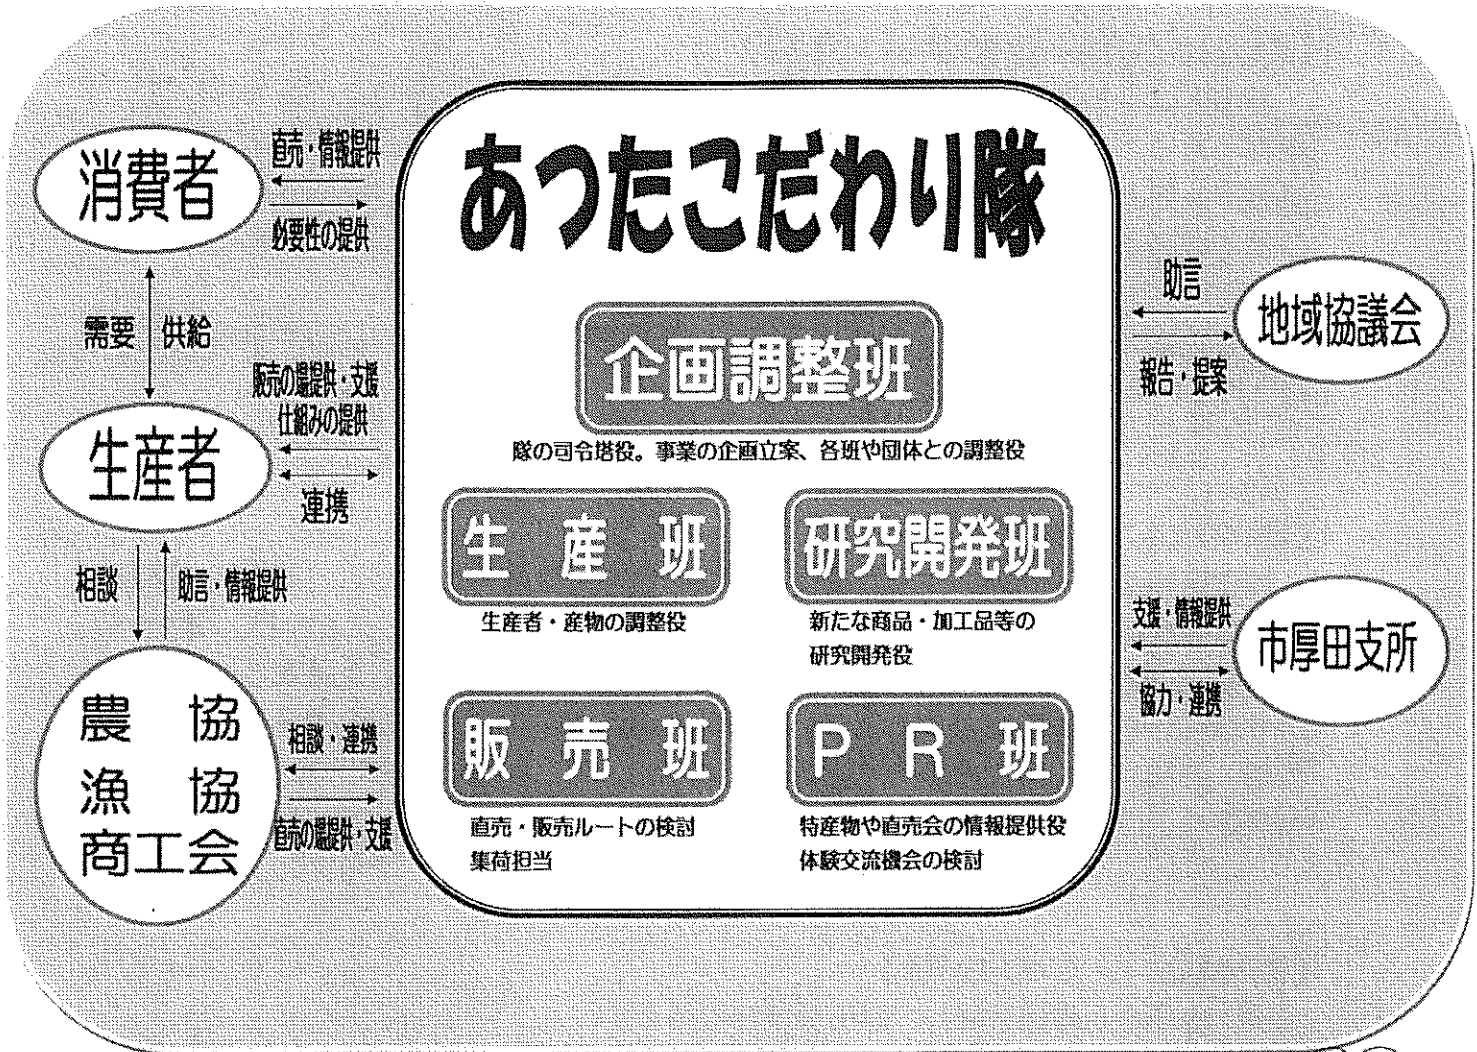 あつたこだわり隊
消費者
直売・情報提供
必要性の提供
需要
供給
生産者
販売の場提供・支援
仕組みの提供
連携
相談
助言・情報提供
農協
漁協
商工会
相談・連携
直売の場提供・支援
企画調整班
隊の司令塔役。事業の企画立案、各班や団体との調整役
生産班
生産者・産物の調整役
研究開発班
新たな商品・加工品等の
研究開発役
販売班
直売・販売ルートの検討
集荷担当
PR班
特産物や直売会の情報提供役
体験交流機会の検討
助言
報告・提案
地域協議会
支援・情報提供
協力・連携
市厚田支所